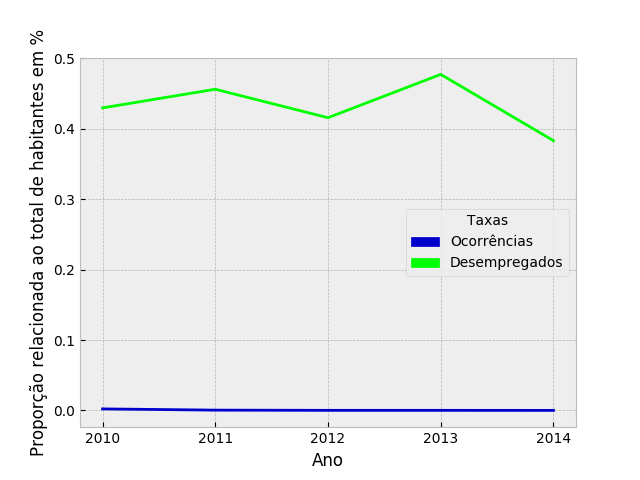 Proporção relacionada ao total de habitantes em %
0.5
0.4
0.3
0.2
0.1
0.0
Taxas
Ocorrências
Desempregados
2010 2011 2012 2013 2014
Ano